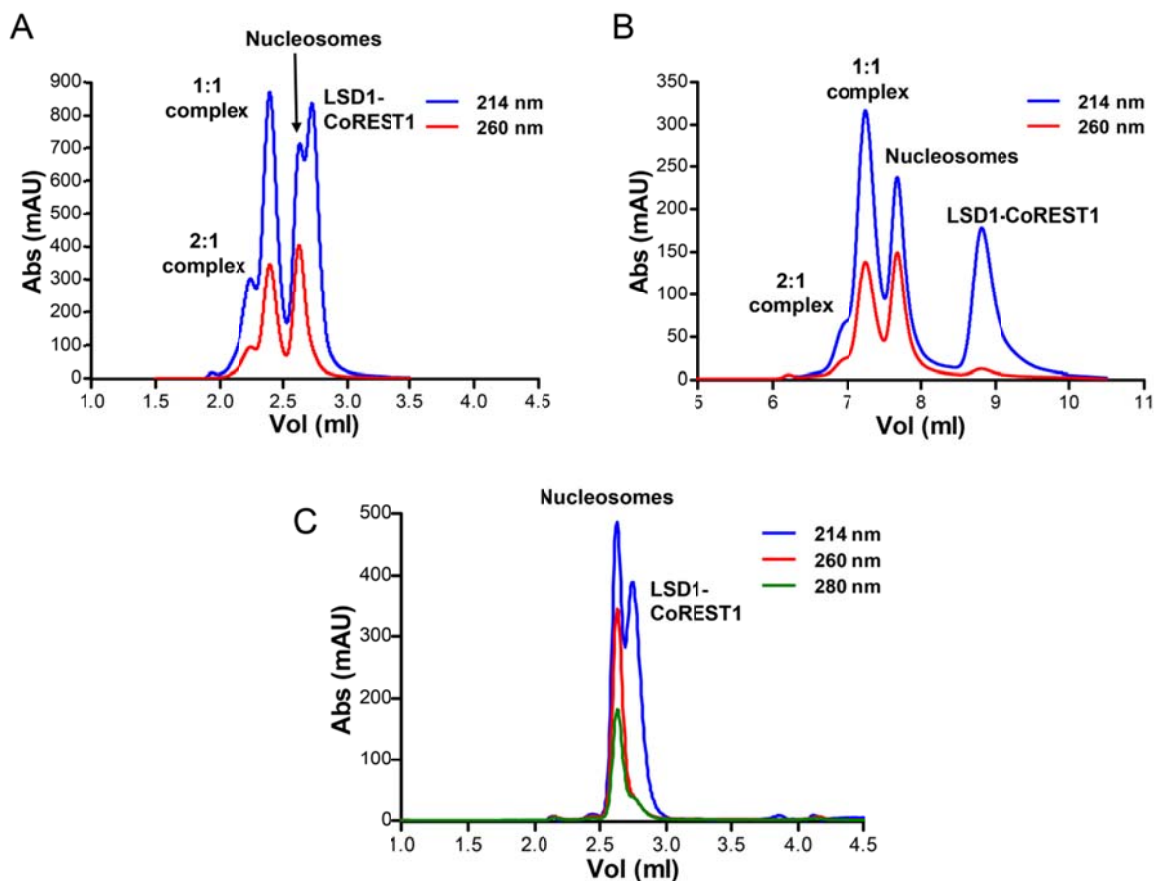 A
Nucleosomes
1:1
complex
LSD1-
CoREST1
2:1
complex
214 nm
260 nm
Abs (mAU)
900
800
700
600
500
400
300
200
100
0
1.0 1.5 2.0 2.5 3.0 3.5 4.0 4.5
Vol (ml)
B
1:1
complex
Nucleosomes
LSD1-CoREST1
2:1
complex
214 nm
260 nm
Abs (mAU)
350
300
250
200
150
100
50
0
5 6 7 8 9 10 11
Vol (ml)
C
Nucleosomes
LSD1-
CoREST1
214 nm
260 nm
280 nm
Abs (mAU)
500
400
300
200
100
0
1.0 1.5 2.0 2.5 3.0 3.5 4.0 4.5
Vol (ml)